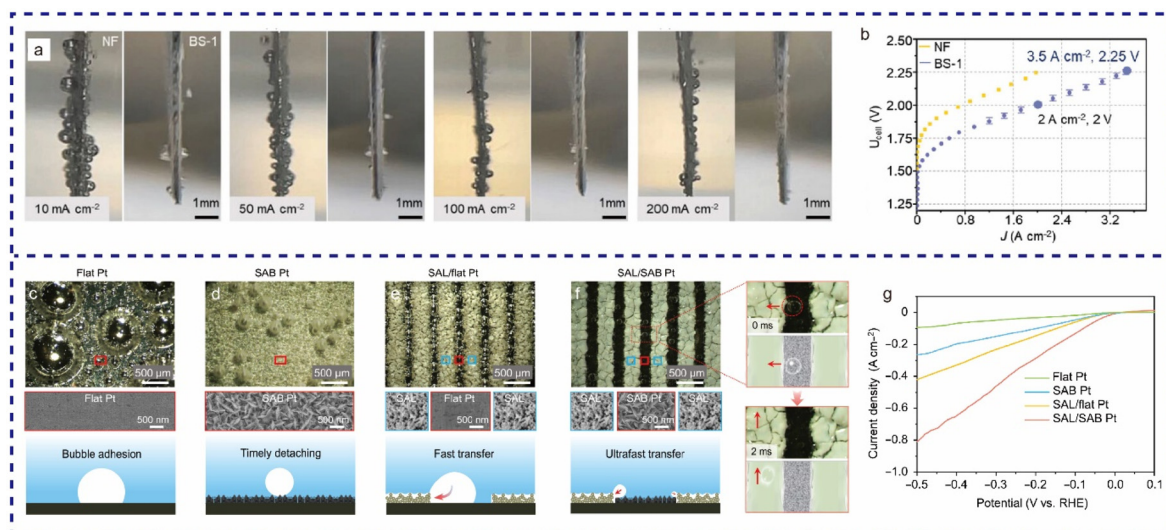 a
NF
BS-1
10 mA cm⁻²
1mm
50 mA cm⁻²
1mm
100 mA cm⁻²
1mm
200 mA cm⁻²
1mm
b
2.50
2.25
2.00
1.75
1.50
1.25
U_cell (V)
NF
BS-1
3.5 A cm⁻², 2.25 V
2 A cm⁻², 2 V
0 0.8 1.6 2.4 3.2
J (A cm⁻²)
Flat Pt
c
500 μm
Flat Pt
500 nm
Bubble adhesion
SAB Pt
d
500 μm
SAB Pt
500 nm
Timely detaching
SAL/flat Pt
e
500 μm
SAL
Flat Pt
500 nm
SAL
Fast transfer
SAL/SAB Pt
f
500 μm
SAL
SAB Pt
500 nm
SAL
Ultrafast transfer
0 ms
2 ms
g
0
−0.2
−0.4
−0.6
−0.8
−1.0
Current density (A cm⁻²)
Flat Pt
SAB Pt
SAL/flat Pt
SAL/SAB Pt
−0.5 −0.4 −0.3 −0.2 −0.1 0.0 0.1
Potential (V vs. RHE)